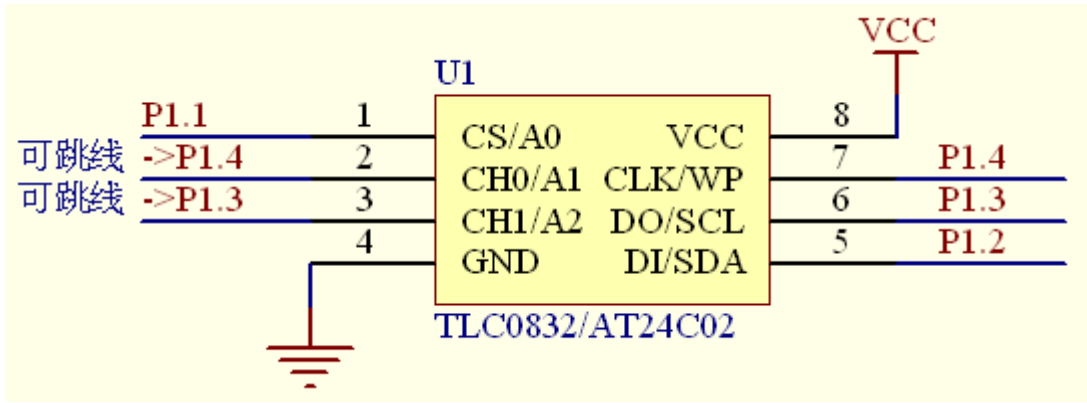 VCC
U1
P1.1 1 CS/A0 VCC 8
可跳线 ->P1.4 2 CH0/A1 CLK/WP 7 P1.4
可跳线 ->P1.3 3 CH1/A2 DO/SCL 6 P1.3
4 GND DI/SDA 5 P1.2
TLC0832/AT24C02